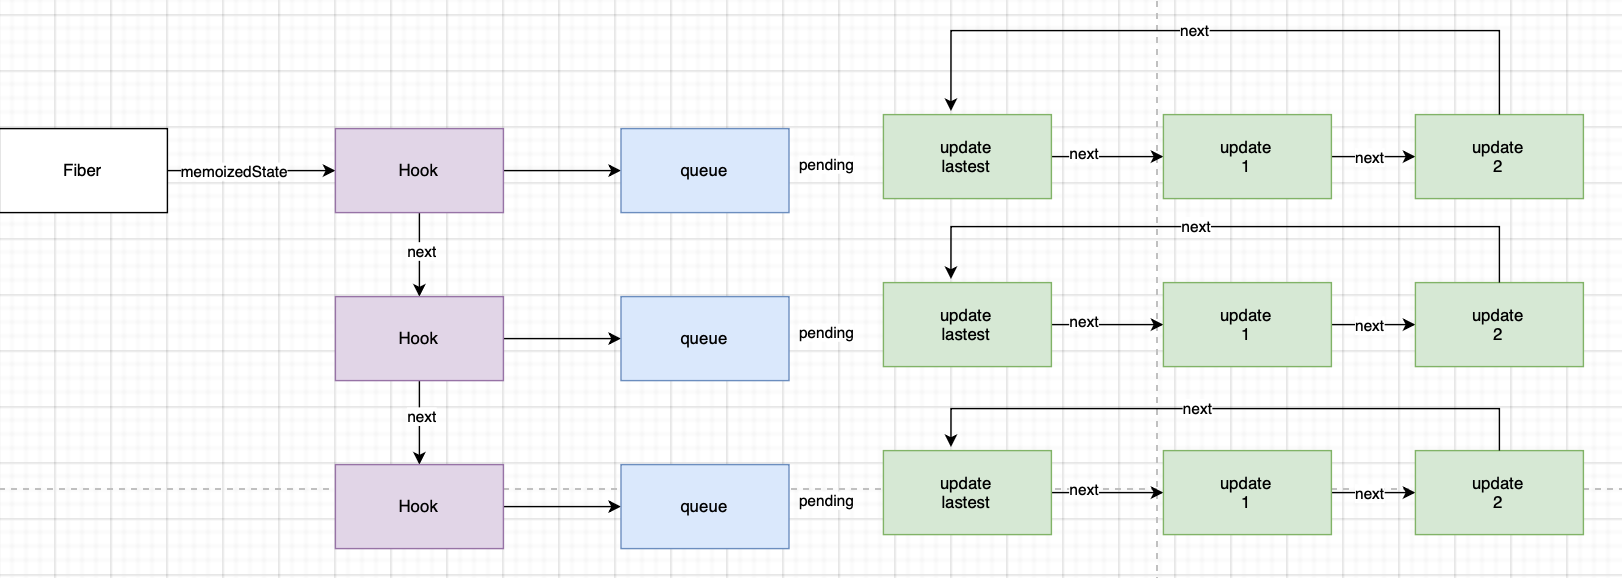 next
Fiber
memoizedState
Hook
queue
pending
update
lastest
next
update
1
next
update
2
next
next
Hook
queue
pending
update
lastest
next
update
1
next
update
2
next
next
Hook
queue
pending
update
lastest
next
update
1
next
update
2